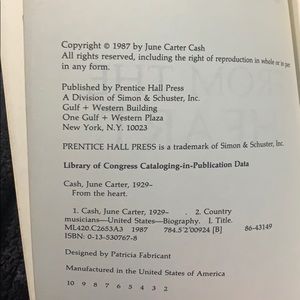 Copyright © 1987 by June Carter Cash
All rights reserved, including the right of reproduction in whole or in part
in any form.
Published by Prentice Hall Press
A Division of Simon & Schuster, Inc.
Gulf + Western Building
One Gulf + Western Plaza
New York, N.Y. 10023
PRENTICE HALL PRESS is a trademark of Simon & Schuster, Inc.
Library of Congress Cataloging-in-Publication Data
Cash, June Carter, 1929–
From the heart.
1. Cash, June Carter, 1929– . 2. Country
musicians—United States—Biography. I. Title.
ML420.C2653A3 1987 784.5'2'00924 [B] 86-43149
ISBN: 0-13-530767-8
Designed by Patricia Fabricant
Manufactured in the United States of America
10 9 8 7 6 5 4 3 2